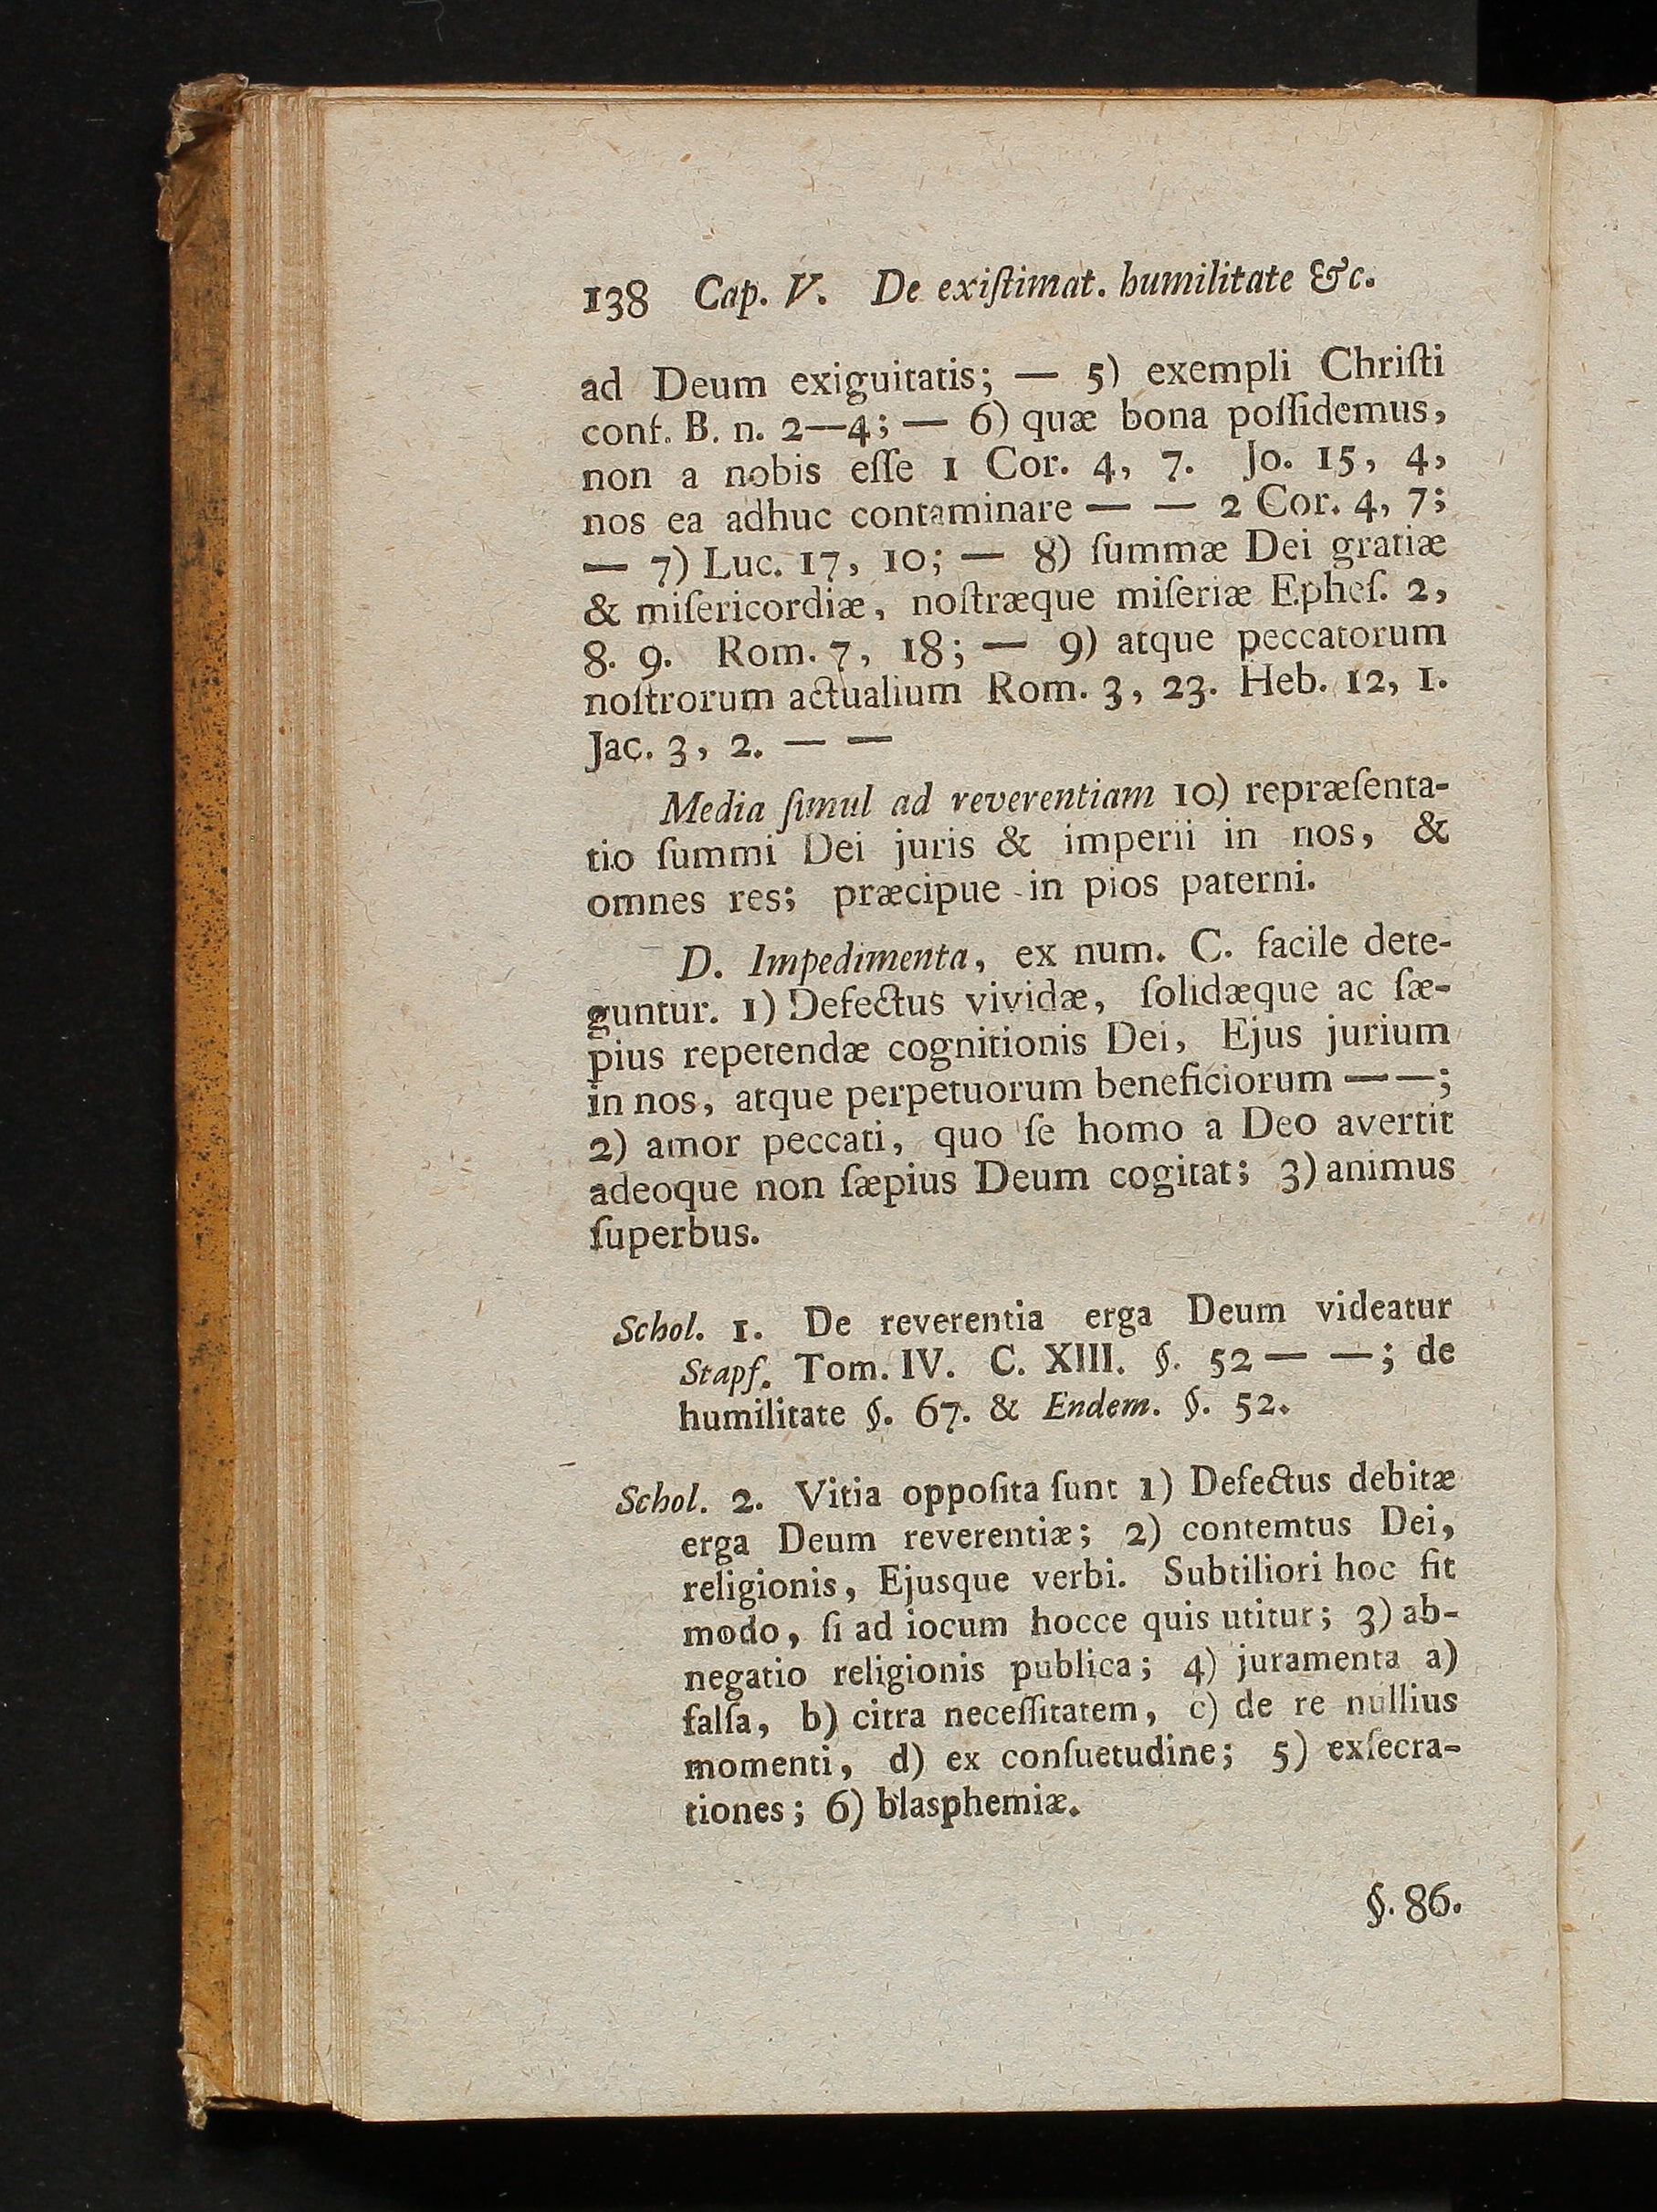 138 Cap. V. De exiſtimat. humilitate &c.
ad Deum exiguitatis; — 5) exempli Chriſti
conf. B. n. 2—4; — 6) quæ bona poſſidemus,
non a nobis eſſe 1 Cor. 4, 7. Jo. 15, 4,
nos ea adhuc contaminare — — 2 Cor. 4, 7;
— 7) Luc. 17, 10; — 8) ſummæ Dei gratiæ
& miſericordiæ, noſtræque miſeriæ Epheſ. 2,
8. 9. Rom. 7, 18; — 9) atque peccatorum
noſtrorum actualium Rom. 3, 23. Heb. 12, 1.
Jac. 3, 2. — —
Media ſimul ad reverentiam 10) repræſenta-
tio ſummi Dei juris & imperii in nos, &
omnes res; præcipue in pios paterni.
D. Impedimenta, ex num. C. facile dete-
guntur. 1) Defectus vividæ, ſolidæque ac ſæ-
pius repetendæ cognitionis Dei, Ejus jurium
in nos, atque perpetuorum beneficiorum — —;
2) amor peccati, quo ſe homo a Deo avertit
adeoque non ſæpius Deum cogitat; 3) animus
ſuperbus.
Schol. 1. De reverentia erga Deum videatur
Stapf. Tom. IV. C. XIII. §. 52 — —; de
humilitate §. 67. & Endem. §. 52.
Schol. 2. Vitia oppoſita ſunt 1) Defectus debitæ
erga Deum reverentiæ; 2) contemtus Dei,
religionis, Ejusque verbi. Subtiliori hoc fit
modo, ſi ad iocum hocce quis utitur; 3) ab-
negatio religionis publica; 4) juramenta a)
falſa, b) citra neceſſitatem, c) de re nullius
momenti, d) ex conſuetudine; 5) exſecra-
tiones; 6) blasphemiæ.
§. 86.